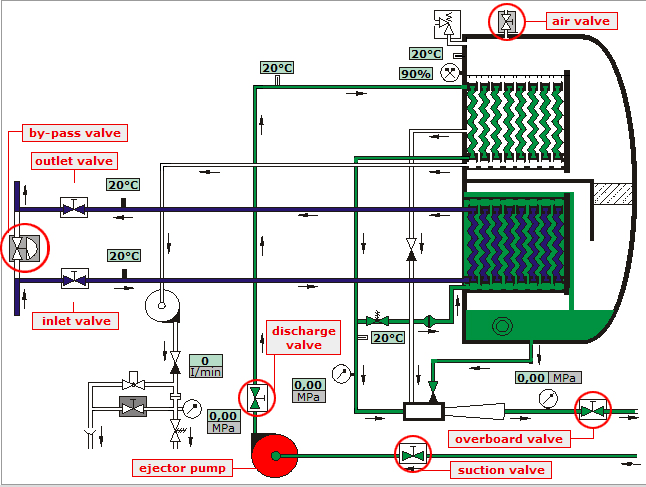 air valve
20°C
20°C
90%
by-pass valve
outlet valve
20°C
20°C
inlet valve
discharge
valve
20°C
0
l/min
0,00
MPa
0,00 MPa
0,00
MPa
overboard valve
ejector pump
suction valve